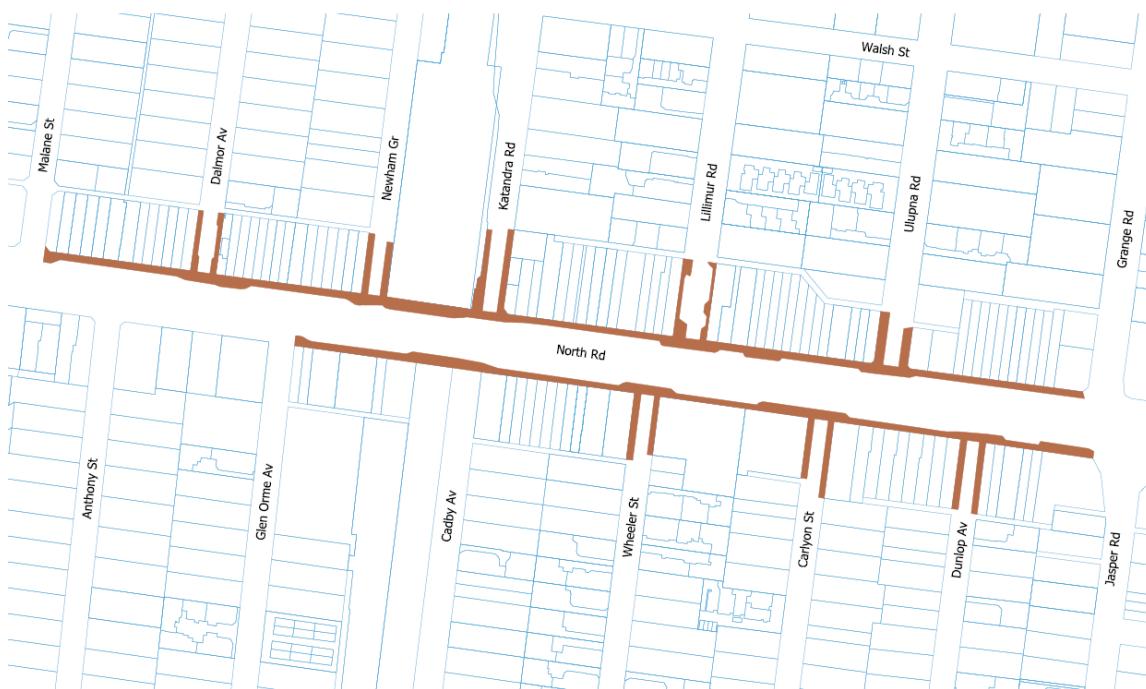 Walsh St
Malane St
Dalmor Av
Newham Gr
Katandra Rd
Lillimur Rd
Ulupna Rd
Grange Rd
North Rd
Anthony St
Glen Orme Av
Cadby Av
Wheeler St
Carlyon St
Dunlop Av
Jasper Rd